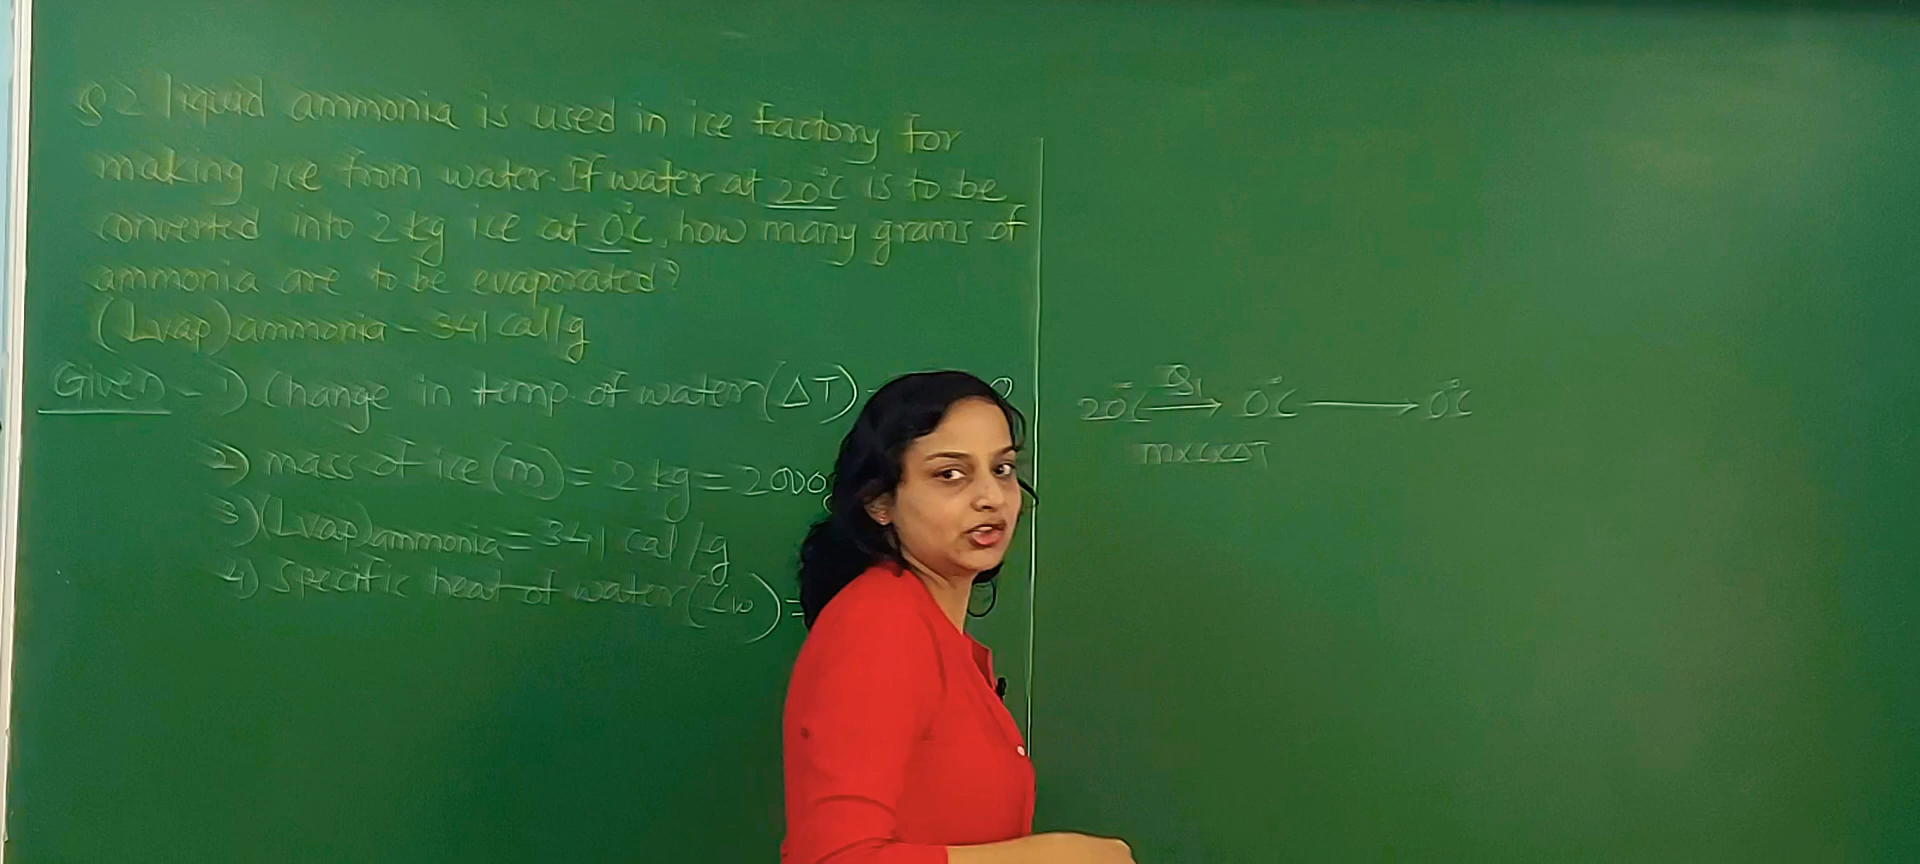 Q 2 liquid ammonia is used in ice factory for
making ice from water. If water at 20°C is to be
converted into 2 kg ice at 0°C, how many grams of
ammonia are to be evaporated?
(Lvap)ammonia - 341 cal/g
Given - 1) Change in temp. of water (ΔT) =
2) mass of ice (m) = 2 kg = 2000g
3) (Lvap)ammonia = 341 cal/g
4) Specific heat of water (Cw) =
20°C Q₁ → 0°C → 0°C
m×c×ΔT